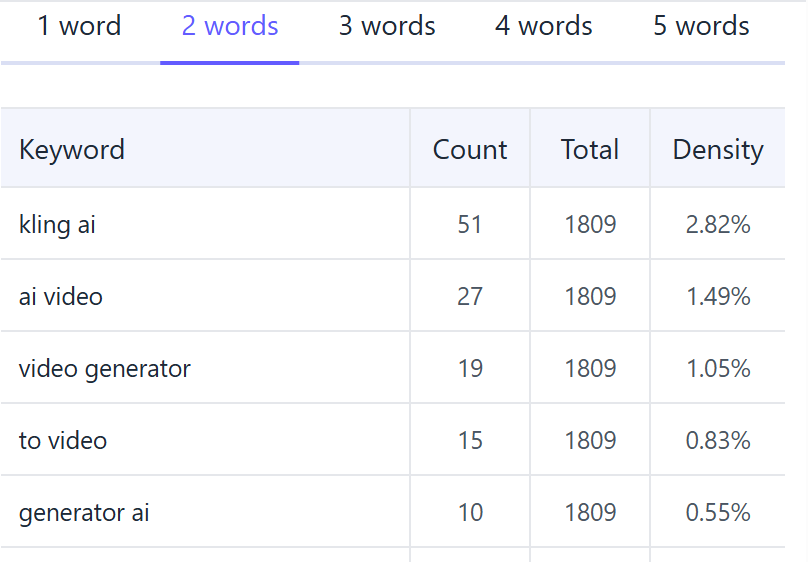 1 word 2 words 3 words 4 words 5 words
Keyword Count Total Density
kling ai 51 1809 2.82%
ai video 27 1809 1.49%
video generator 19 1809 1.05%
to video 15 1809 0.83%
generator ai 10 1809 0.55%